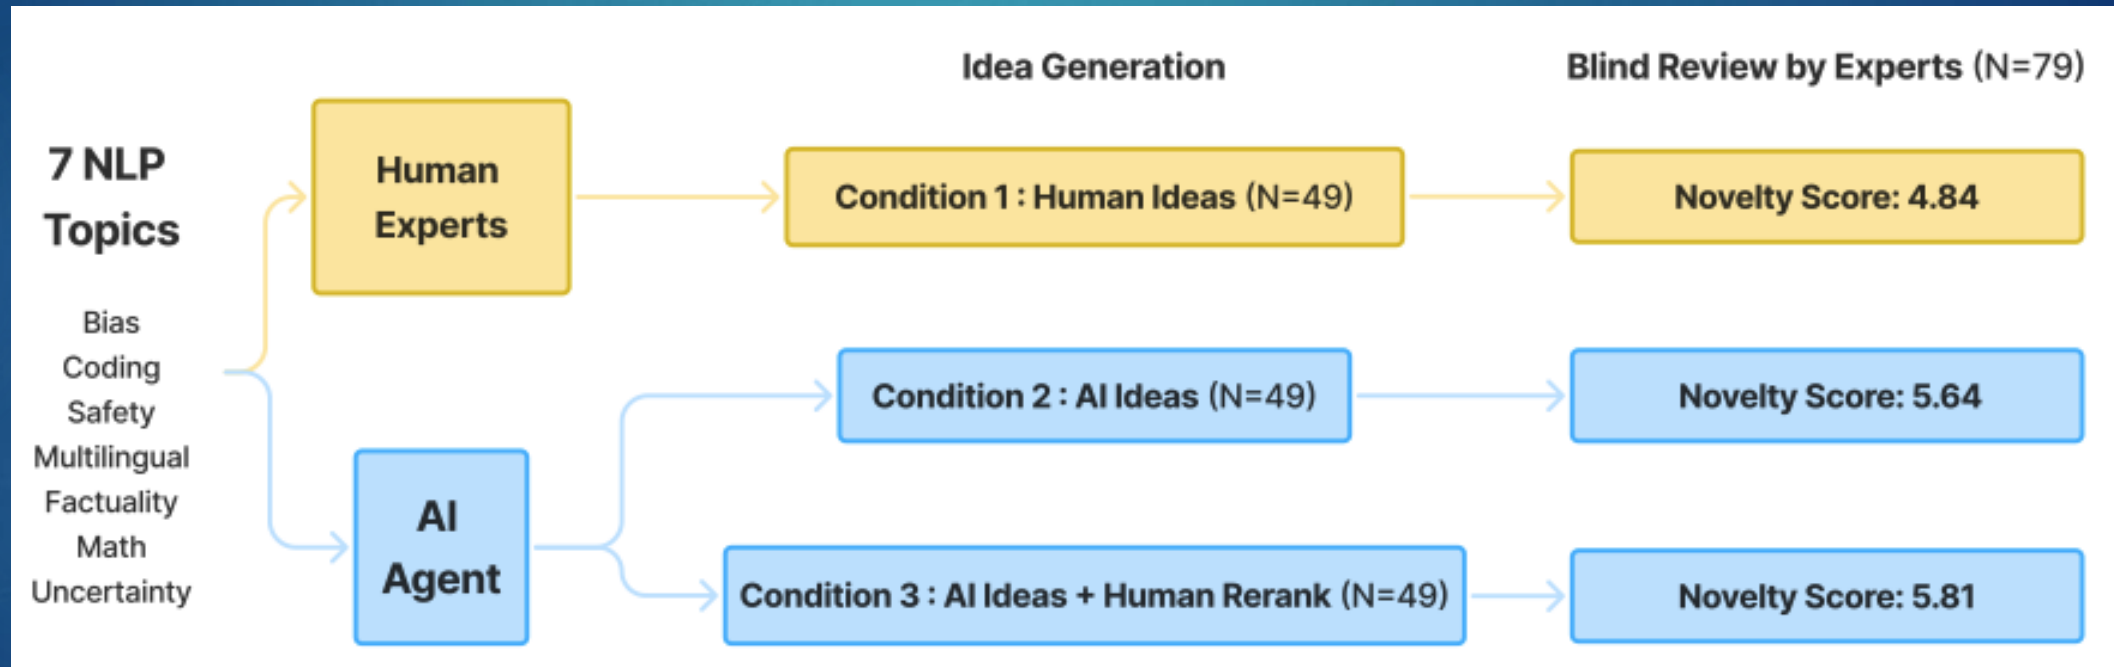 Idea Generation
Blind Review by Experts (N=79)
7 NLP
Topics
Bias
Coding
Safety
Multilingual
Factuality
Math
Uncertainty
Human
Experts
Condition 1 : Human Ideas (N=49)
Novelty Score: 4.84
AI
Agent
Condition 2 : AI Ideas (N=49)
Novelty Score: 5.64
Condition 3 : AI Ideas + Human Rerank (N=49)
Novelty Score: 5.81